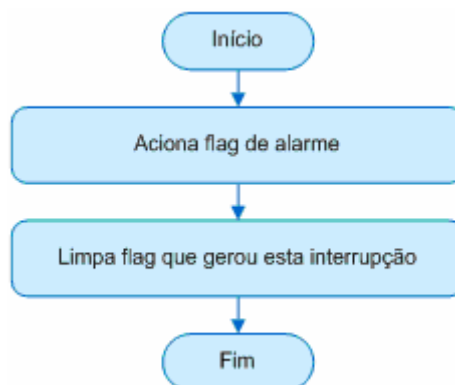 Início
Aciona flag de alarme
Limpa flag que gerou esta interrupção
Fim